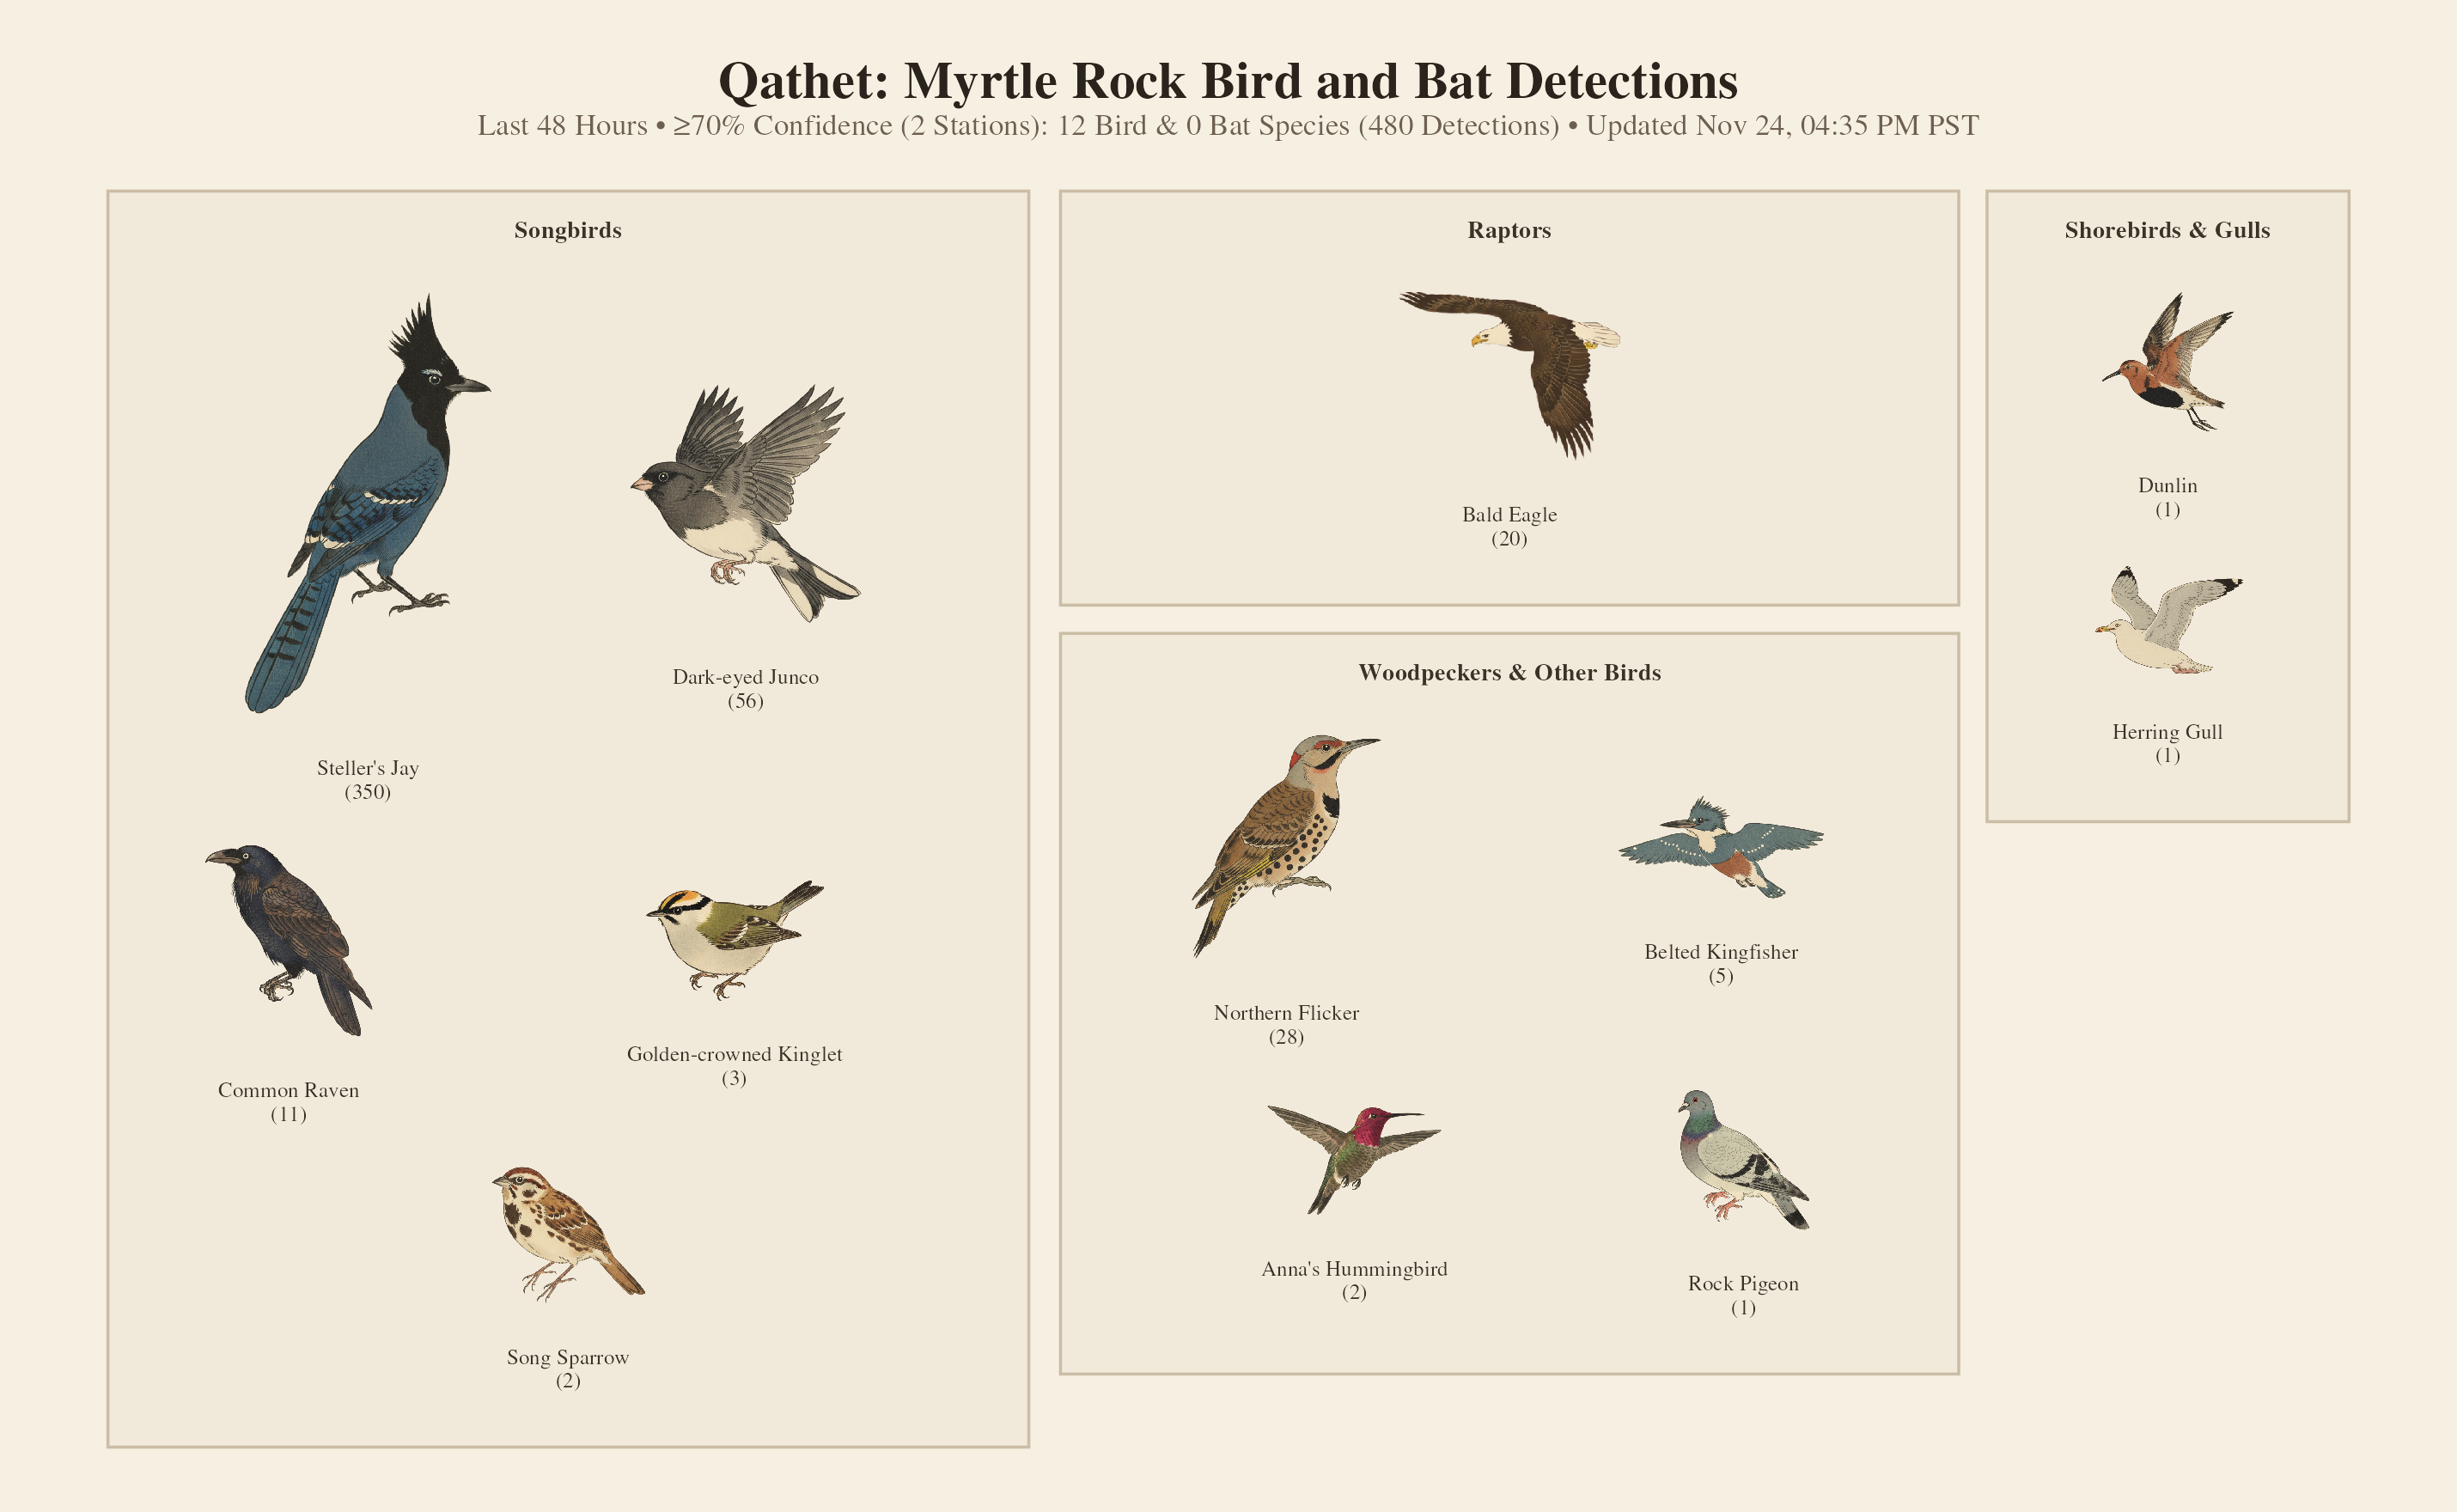 Qathet: Myrtle Rock Bird and Bat Detections
Last 48 Hours • ≥70% Confidence (2 Stations): 12 Bird & 0 Bat Species (480 Detections) • Updated Nov 24, 04:35 PM PST
Songbirds
Steller's Jay
(350)
Dark-eyed Junco
(56)
Common Raven
(11)
Golden-crowned Kinglet
(3)
Song Sparrow
(2)
Raptors
Bald Eagle
(20)
Woodpeckers & Other Birds
Northern Flicker
(28)
Belted Kingfisher
(5)
Anna's Hummingbird
(2)
Rock Pigeon
(1)
Shorebirds & Gulls
Dunlin
(1)
Herring Gull
(1)